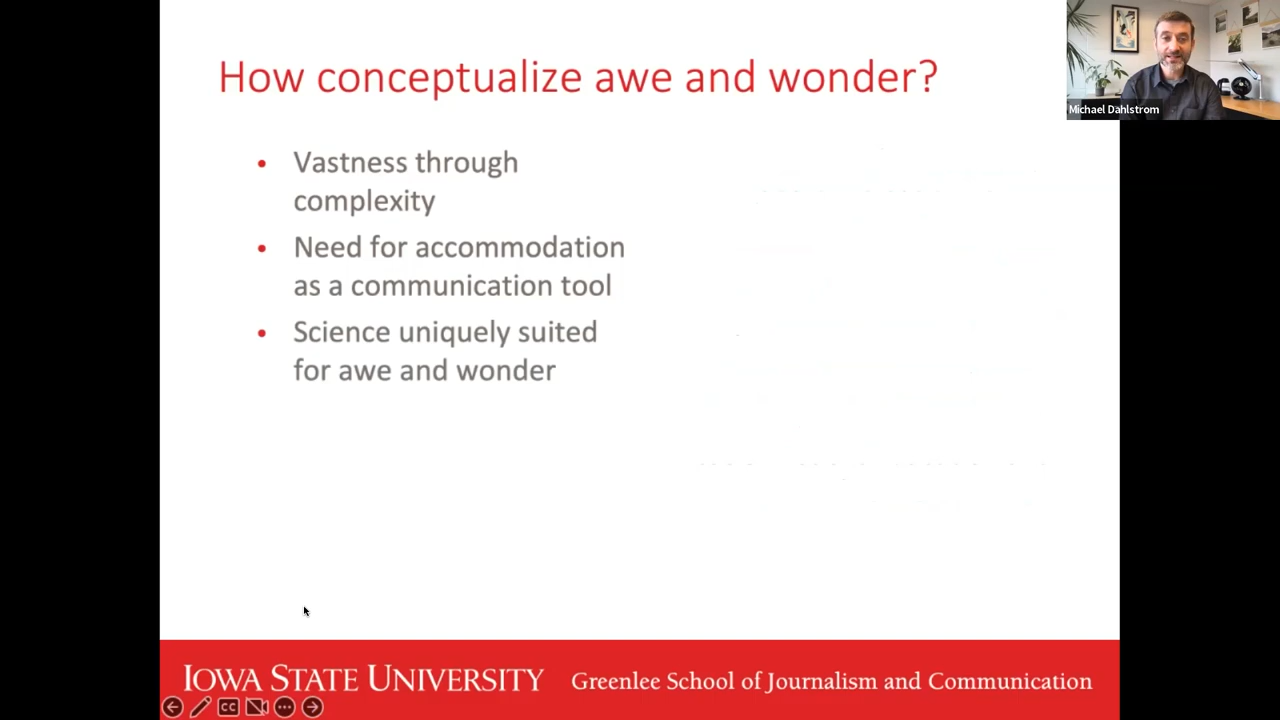 How conceptualize awe and wonder?
Michael Dahlstrom
• Vastness through
complexity
• Need for accommodation
as a communication tool
• Science uniquely suited
for awe and wonder
IOWA STATE UNIVERSITY Greenlee School of Journalism and Communication
CC